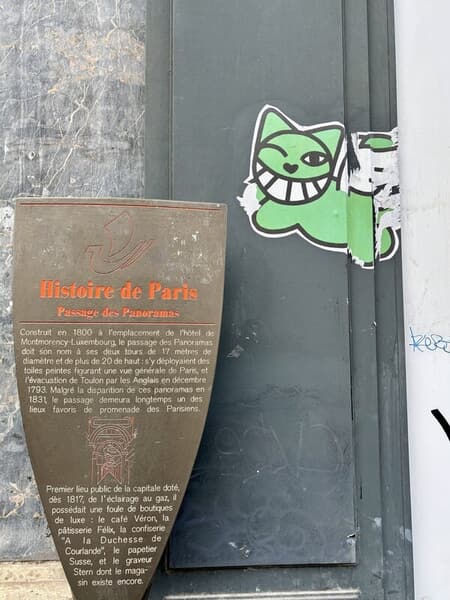 Histoire de Paris
Passage des Panoramas
Construit en 1800 à l'emplacement de l'hôtel de
Montmorency-Luxembourg, le passage des Panoramas
doit son nom à ses deux tours de 17 mètres de
diamètre et de plus de 20 de haut : s'y déployaient des
toiles peintes figurant une vue générale de Paris, et
l'évacuation de Toulon par les Anglais en décembre
1793. Malgré la disparition de ces panoramas en
1831, le passage demeura longtemps un des
lieux favoris de promenade des Parisiens.
Premier lieu public de la capitale doté,
dès 1817, de l'éclairage au gaz, il
possédait une foule de boutiques
de luxe : le café Véron, la
pâtisserie Félix, la confiserie
"A la Duchesse de
Courlande", le papetier
Susse, et le graveur
Stern dont le maga-
sin existe encore.